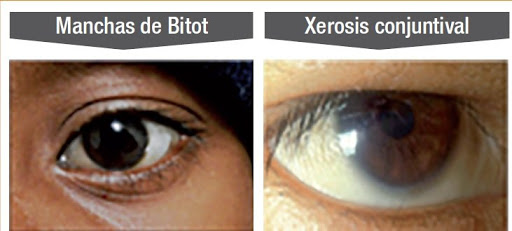 Manchas de Bitot
Xerosis conjuntival